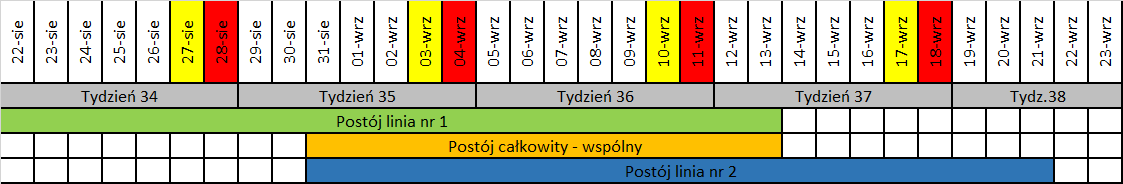 22-sie 23-sie 24-sie 25-sie 26-sie 27-sie 28-sie 29-sie 30-sie 31-sie 01-wrz 02-wrz 03-wrz 04-wrz 05-wrz 06-wrz 07-wrz 08-wrz 09-wrz 10-wrz 11-wrz 12-wrz 13-wrz 14-wrz 15-wrz 16-wrz 17-wrz 18-wrz 19-wrz 20-wrz 21-wrz 22-wrz 23-wrz
Tydzień 34 Tydzień 35 Tydzień 36 Tydzień 37 Tydz.38
Postój linia nr 1
Postój całkowity - wspólny
Postój linia nr 2